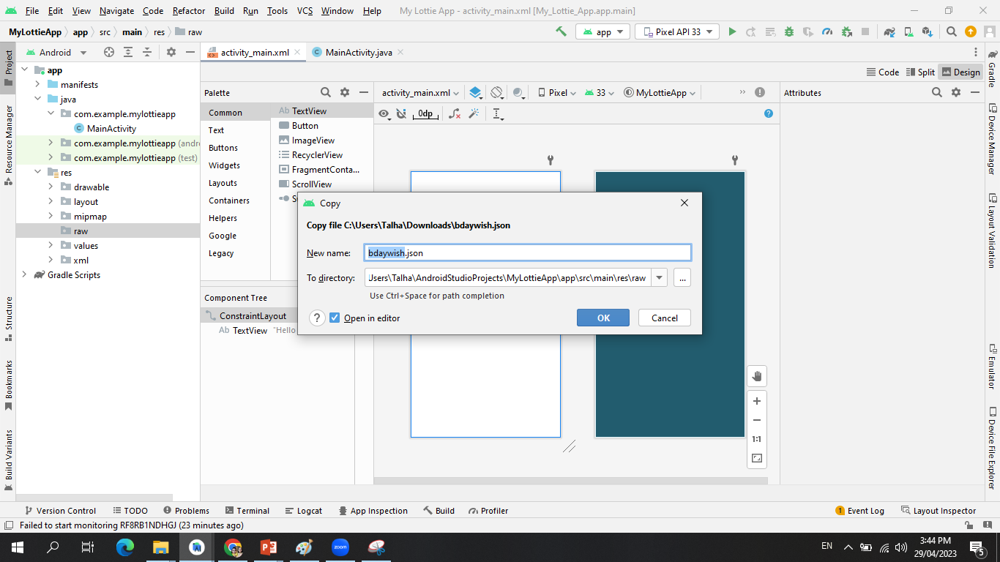 File Edit View Navigate Code Refactor Build Run Tools VCS Window Help My Lottie App - activity_main.xml [My_Lottie_App.app.main]
MyLottieApp app src main res raw app Pixel API 33
Android activity_main.xml MainActivity.java
Code Split Design
Project
Resource Manager
Structure
Bookmarks
Build Variants
app
manifests
java
com.example.mylottieapp
MainActivity
com.example.mylottieapp (andro
com.example.mylottieapp (test)
res
drawable
layout
mipmap
raw
values
xml
Gradle Scripts
Palette
Common
Text
Buttons
Widgets
Layouts
Containers
Helpers
Google
Legacy
Ab TextView
Button
ImageView
RecyclerView
FragmentConta...
ScrollView
Component Tree
ConstraintLayout
Ab TextView "Hello
activity_main.xml Pixel 33 MyLottieApp
0dp
Attributes
Copy
Copy file C:\Users\Talha\Downloads\bdaywish.json
New name: bdaywish.json
To directory: Users\Talha\AndroidStudioProjects\MyLottieApp\app\src\main\res\raw ...
Use Ctrl+Space for path completion
? Open in editor OK Cancel
1:1
Gradle
Device Manager
Layout Validation
Emulator
Device File Explorer
Version Control TODO Problems Terminal Logcat App Inspection Build Profiler 1 Event Log Layout Inspector
Failed to start monitoring RF8RB1NDHGJ (23 minutes ago)
zoom
EN
3:44 PM
29/04/2023
5